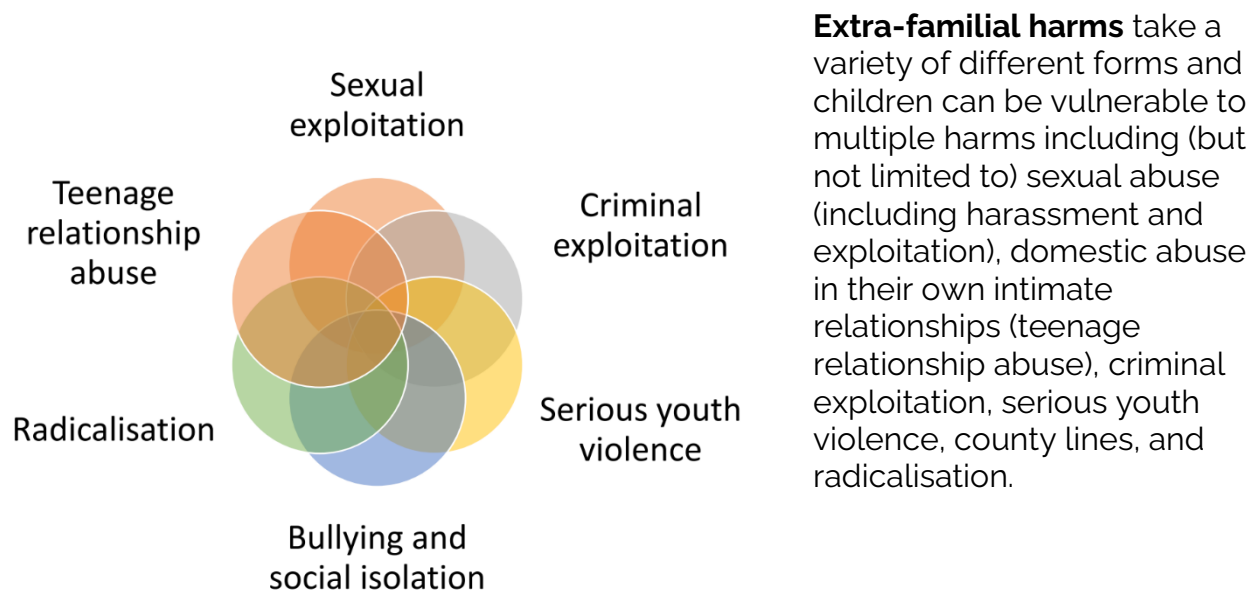 Sexual
exploitation
Teenage
relationship
abuse
Criminal
exploitation
Radicalisation
Serious youth
violence
Bullying and
social isolation
Extra-familial harms take a
variety of different forms and
children can be vulnerable to
multiple harms including (but
not limited to) sexual abuse
(including harassment and
exploitation), domestic abuse
in their own intimate
relationships (teenage
relationship abuse), criminal
exploitation, serious youth
violence, county lines, and
radicalisation.